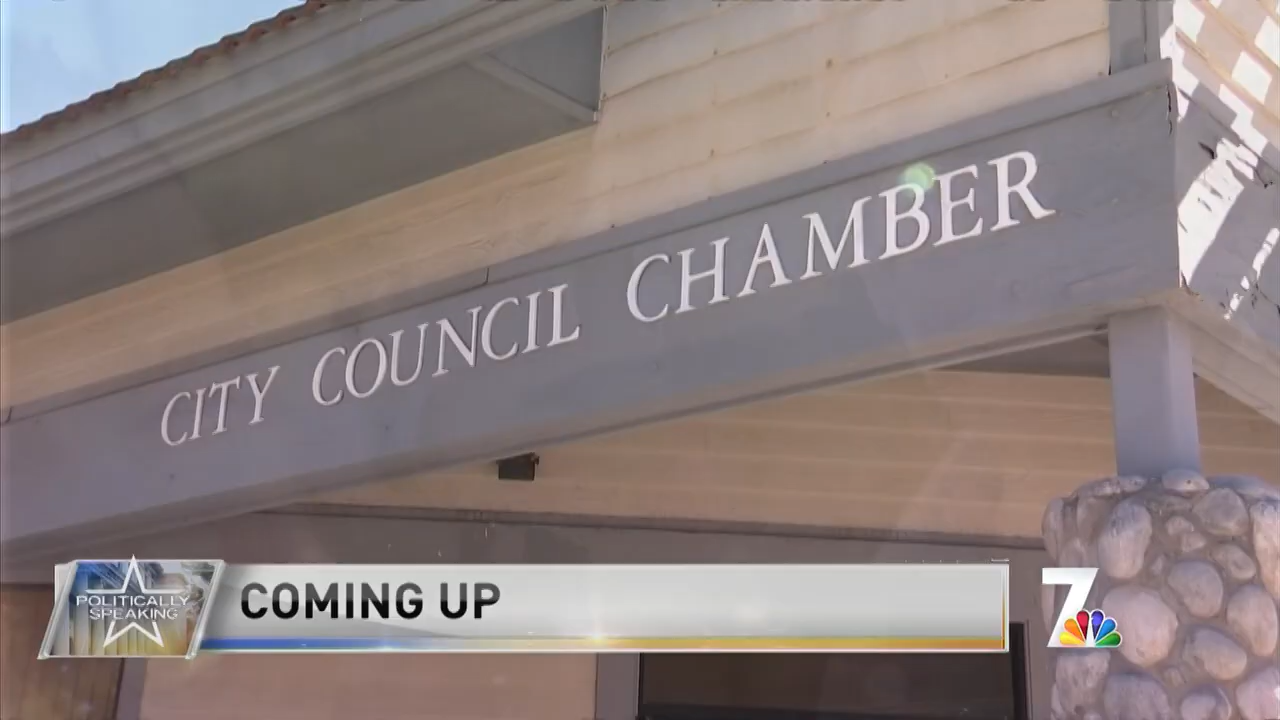 CITY COUNCIL CHAMBER
POLITICALLY
SPEAKING
COMING UP
7